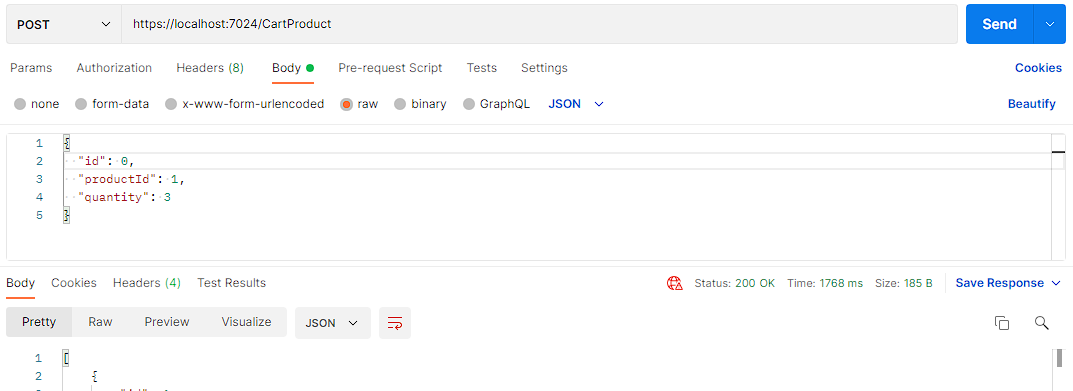 POST https://localhost:7024/CartProduct Send
Params Authorization Headers (8) Body Pre-request Script Tests Settings Cookies
none form-data x-www-form-urlencoded raw binary GraphQL JSON Beautify
1 {
2 "id": 0,
3 "productId": 1,
4 "quantity": 3
5 }
Body Cookies Headers (4) Test Results Status: 200 OK Time: 1768 ms Size: 185 B Save Response
Pretty Raw Preview Visualize JSON
1 [
2 {